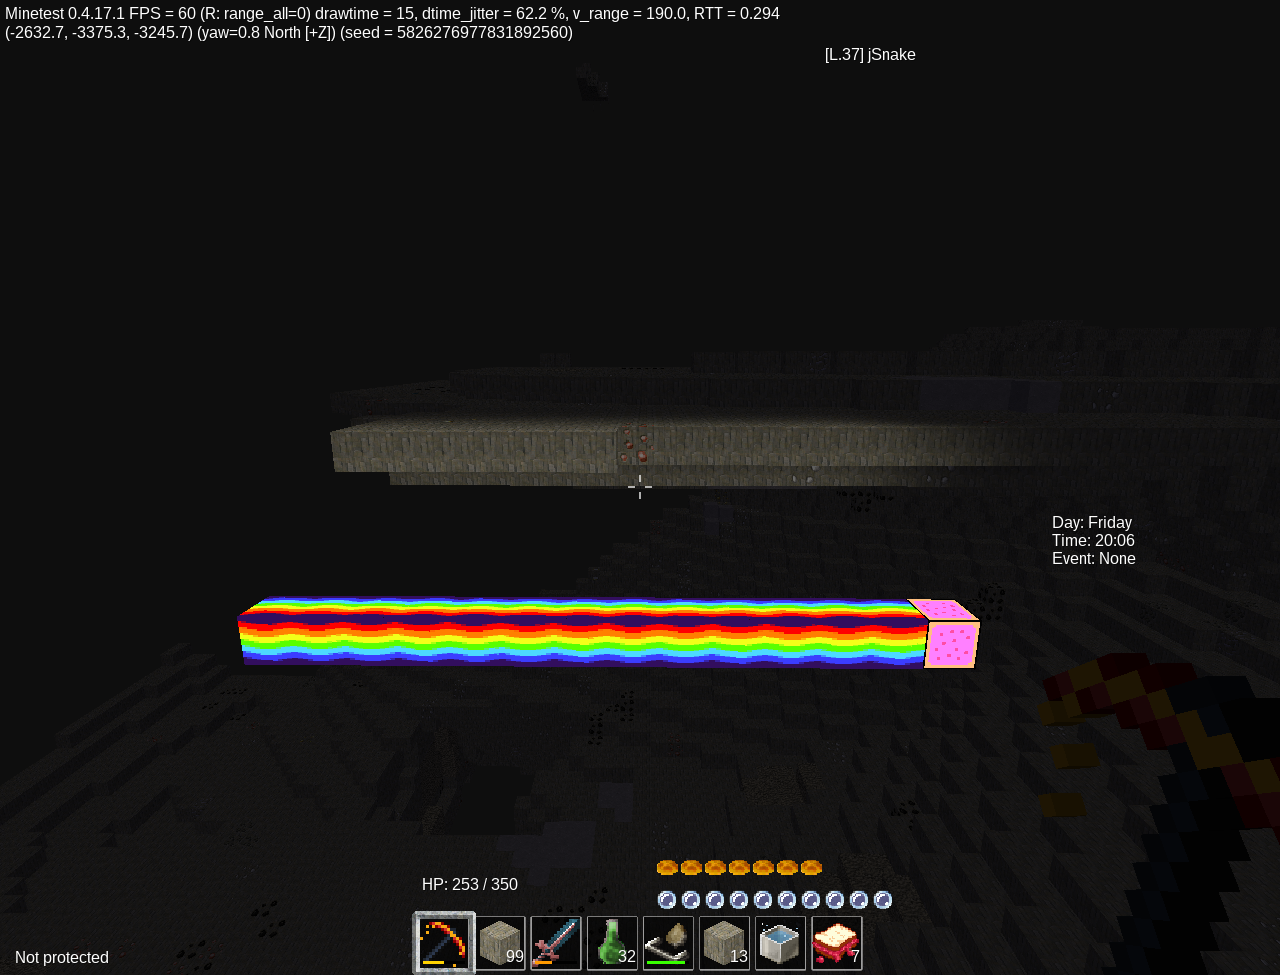 Minetest 0.4.17.1 FPS = 60 (R: range_all=0) drawtime = 15, dtime_jitter = 62.2 %, v_range = 190.0, RTT = 0.294
(-2632.7, -3375.3, -3245.7) (yaw=0.8 North [+Z]) (seed = 5826276977831892560)
[L.37] jSnake
Day: Friday
Time: 20:06
Event: None
HP: 253 / 350
99
32
13
7
Not protected